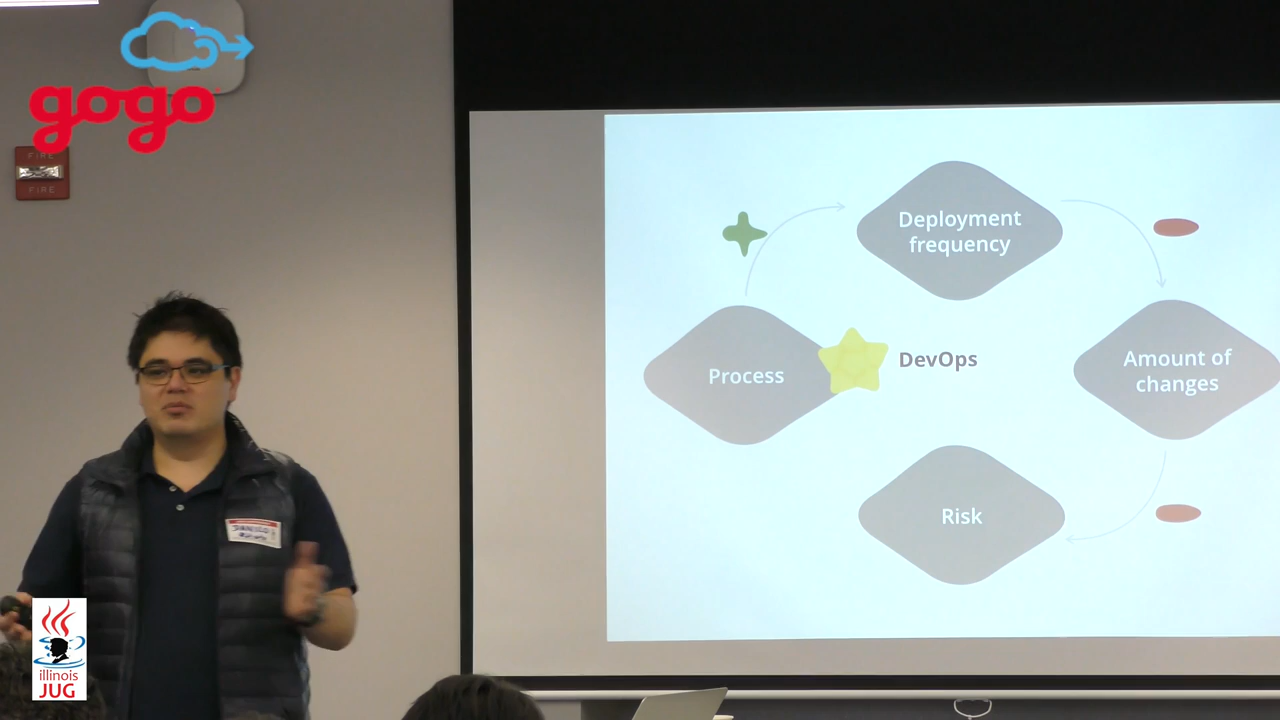 gogo
FIRE
FIRE
Deployment
frequency
Process
DevOps
Amount of
changes
Risk
illinois
JUG